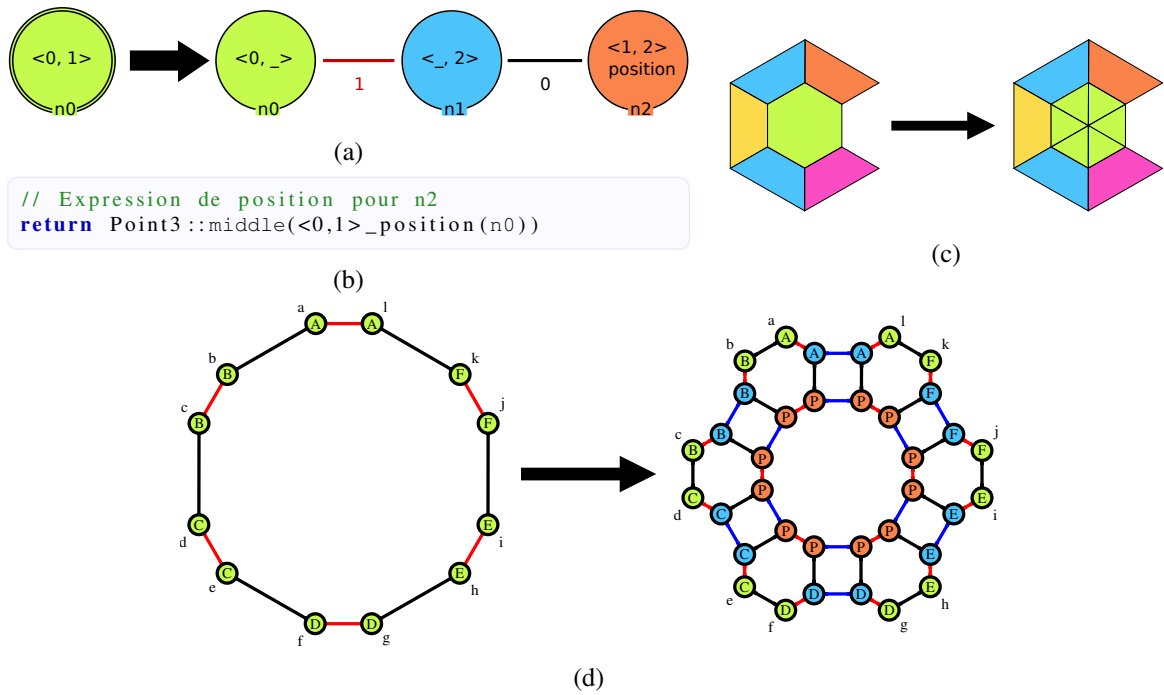 <0, 1>
n0
<0, _>
n0
1
<_, 2>
n1
0
<1, 2>
position
n2
(a)
// Expression de position pour n2
return Point3::middle(<0,1>_position(n0))
(b)
(c)
a l
A A
b k
B F
c j
B F
C E
d i
C E
e h
D D
f g
a l
A A
b A A k
B F
B P P P P F
c B F j
B P P F
C P P E
d C E i
C P P P P E
C E
e D D h
D D
f g
(d)